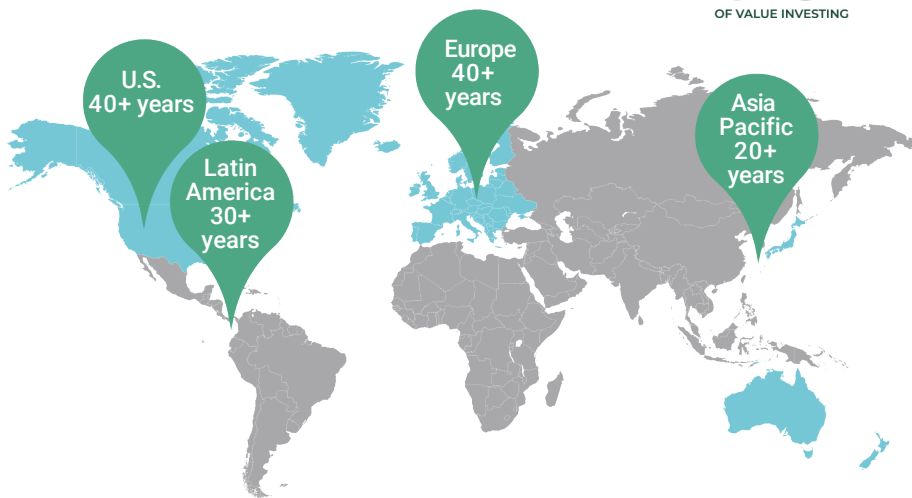 OF VALUE INVESTING
U.S.
40+ years
Latin
America
30+
years
Europe
40+
years
Asia
Pacific
20+
years